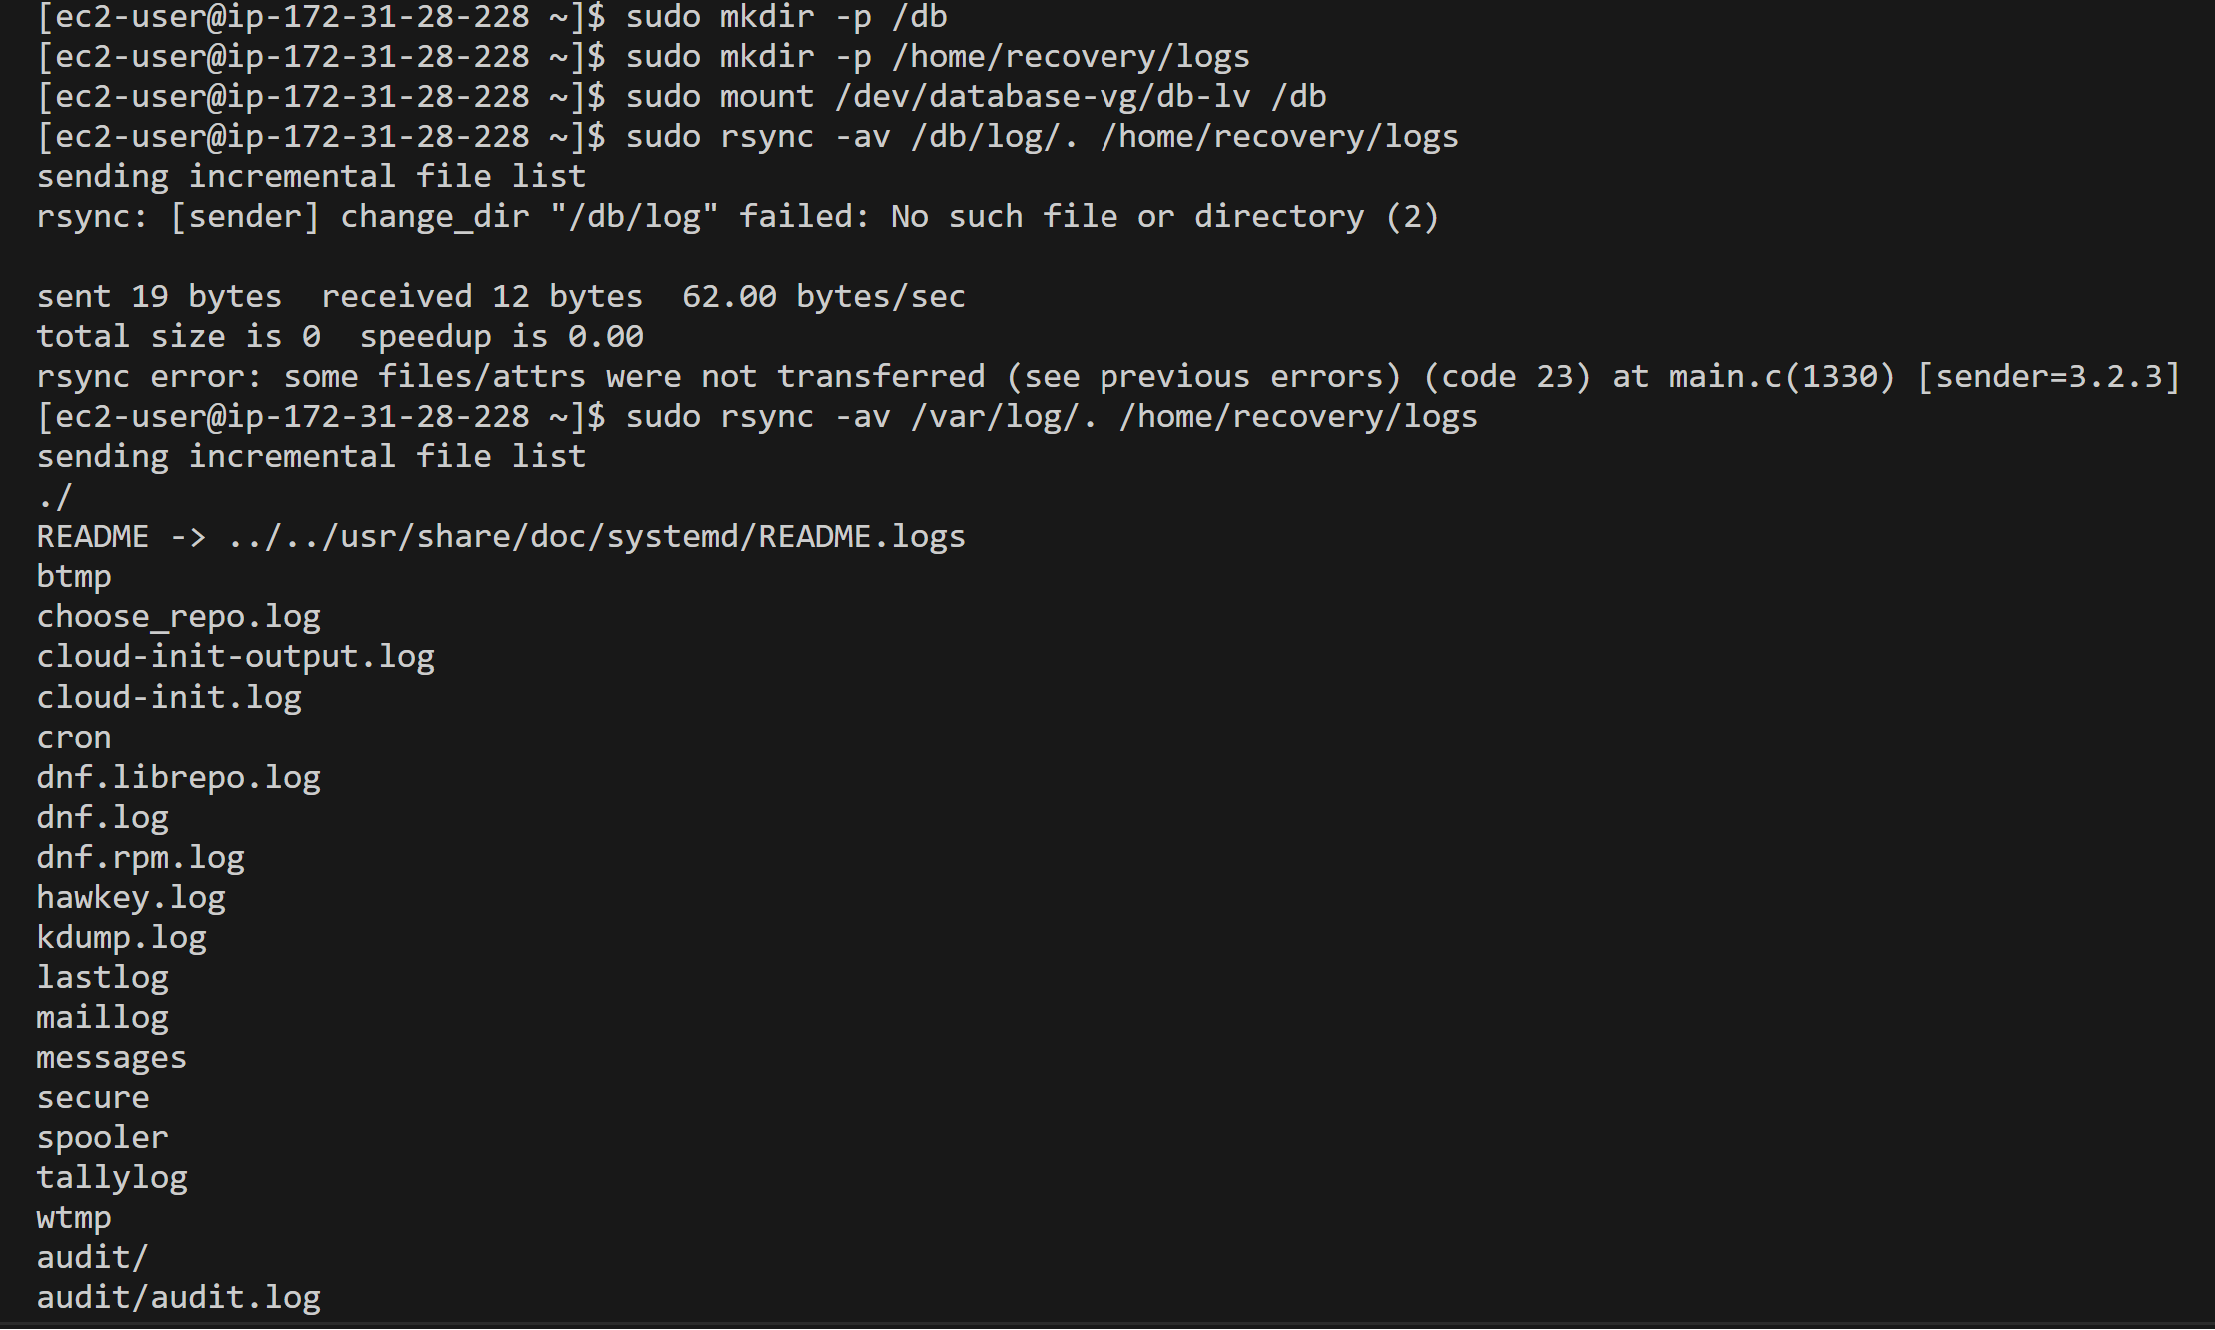 [ec2-user@ip-172-31-28-228 ~]$ sudo mkdir -p /db
[ec2-user@ip-172-31-28-228 ~]$ sudo mkdir -p /home/recovery/logs
[ec2-user@ip-172-31-28-228 ~]$ sudo mount /dev/database-vg/db-lv /db
[ec2-user@ip-172-31-28-228 ~]$ sudo rsync -av /db/log/. /home/recovery/logs
sending incremental file list
rsync: [sender] change_dir "/db/log" failed: No such file or directory (2)

sent 19 bytes  received 12 bytes  62.00 bytes/sec
total size is 0  speedup is 0.00
rsync error: some files/attrs were not transferred (see previous errors) (code 23) at main.c(1330) [sender=3.2.3]
[ec2-user@ip-172-31-28-228 ~]$ sudo rsync -av /var/log/. /home/recovery/logs
sending incremental file list
./
README -> ../../usr/share/doc/systemd/README.logs
btmp
choose_repo.log
cloud-init-output.log
cloud-init.log
cron
dnf.librepo.log
dnf.log
dnf.rpm.log
hawkey.log
kdump.log
lastlog
maillog
messages
secure
spooler
tallylog
wtmp
audit/
audit/audit.log